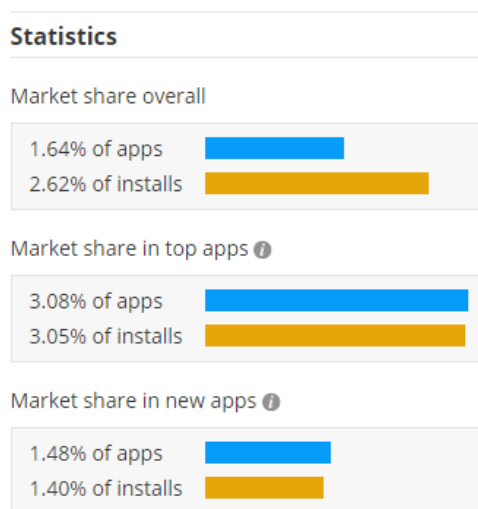 Statistics
Market share overall
1.64% of apps
2.62% of installs
Market share in top apps i
3.08% of apps
3.05% of installs
Market share in new apps i
1.48% of apps
1.40% of installs